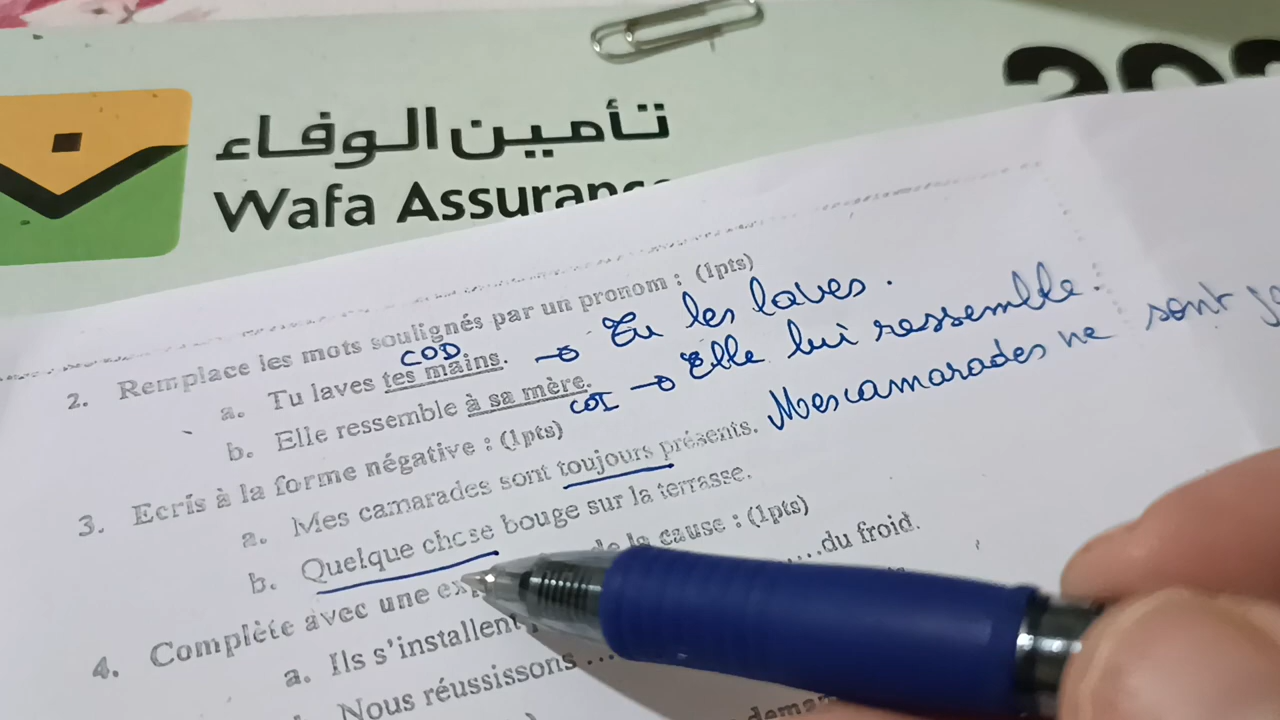 تأمين الوفاء
Wafa Assurance
2. Remplace les mots soulignés par un pronom : (1pts)
COD
a. Tu laves tes mains. → Tu les laves.
b. Elle ressemble à sa mère. COI → Elle lui ressemble.
3. Ecris à la forme négative : (1pts)
a. Mes camarades sont toujours présents. Mes camarades ne sont
b. Quelque chose bouge sur la terrasse.
4. Complète avec une de la cause : (1pts)
a. Ils s'installent ....du froid.
Nous réussissons ...